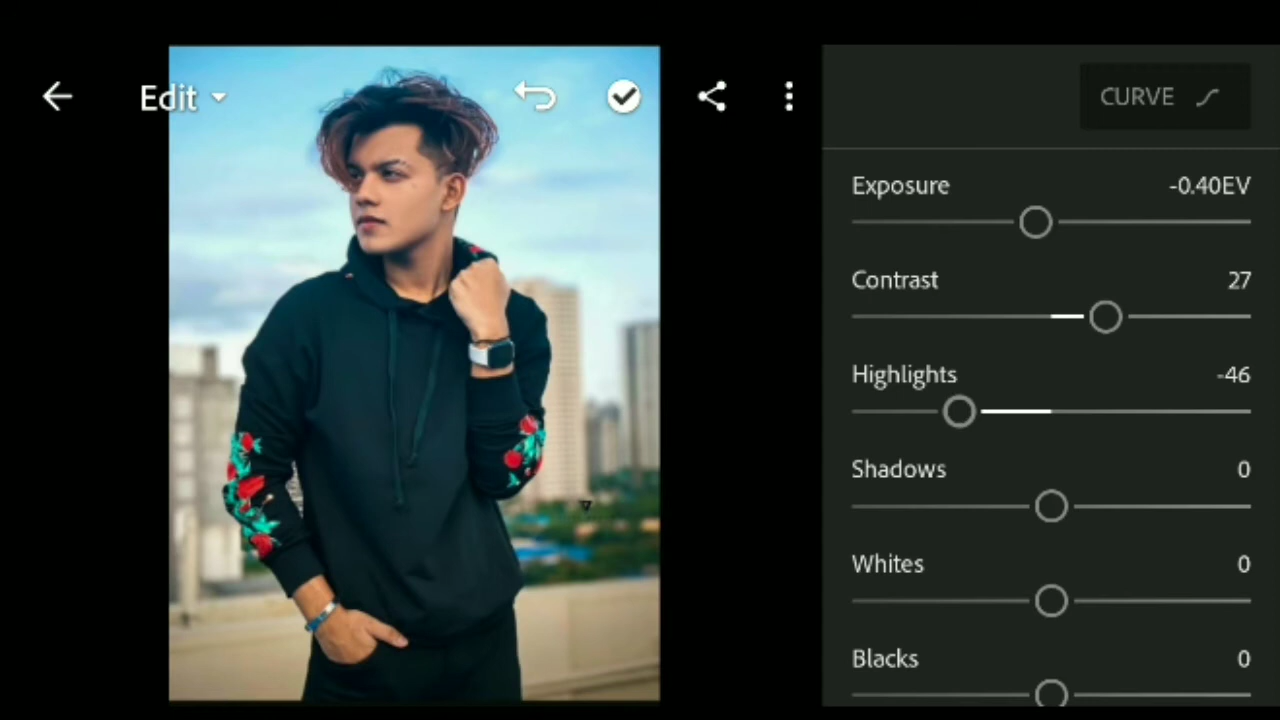 Edit
CURVE
Exposure -0.40EV
Contrast 27
Highlights -46
Shadows 0
Whites 0
Blacks 0